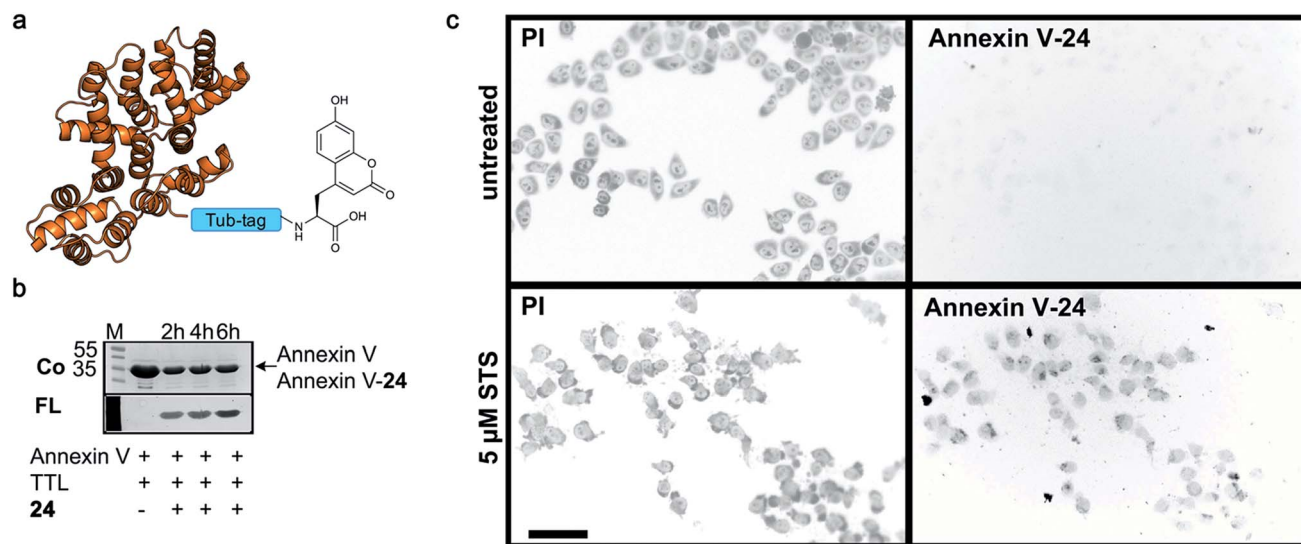 a
OH
O
O
Tub-tag
N
H
OH
O
b
M 2h 4h 6h
55
Co 35
Annexin V
Annexin V-24
FL
Annexin V + + + +
TTL + + + +
24 - + + +
c
untreated
PI
Annexin V-24
5 µM STS
PI
Annexin V-24